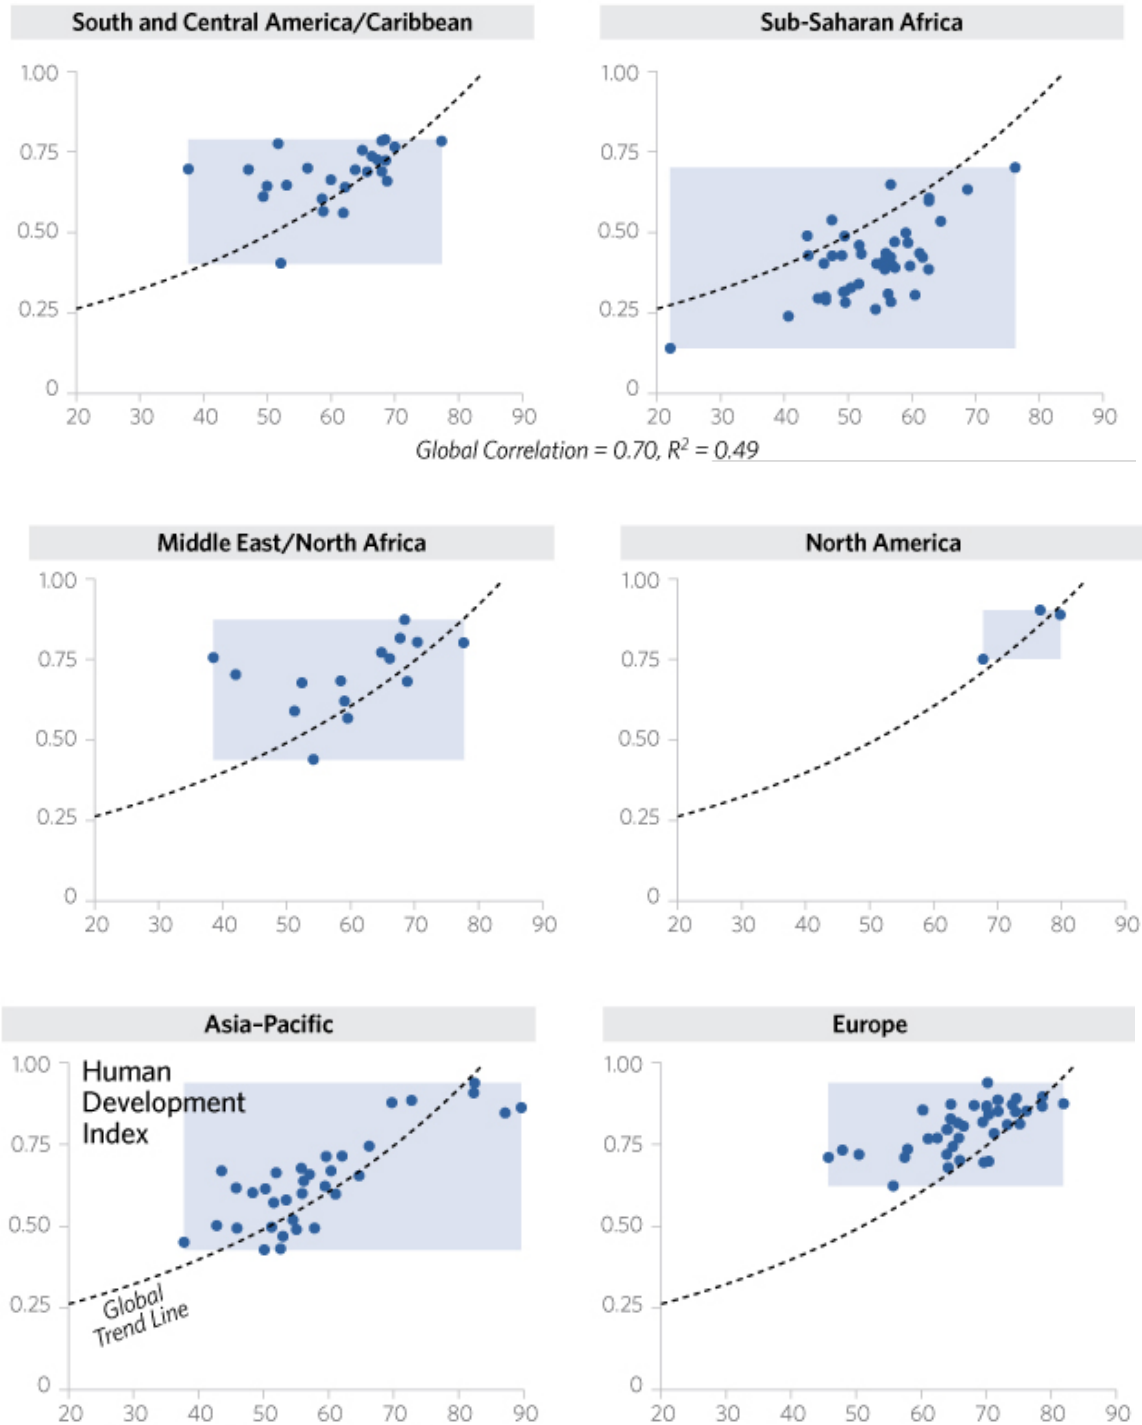 South and Central America/Caribbean
Sub-Saharan Africa
1.00
0.75
0.50
0.25
0
20 30 40 50 60 70 80 90
1.00
0.75
0.50
0.25
0
20 30 40 50 60 70 80 90
Global Correlation = 0.70, R² = 0.49
Middle East/North Africa
North America
1.00
0.75
0.50
0.25
0
20 30 40 50 60 70 80 90
1.00
0.75
0.50
0.25
0
20 30 40 50 60 70 80 90
Asia–Pacific
Europe
1.00
0.75
0.50
0.25
0
Human
Development
Index
Global
Trend Line
20 30 40 50 60 70 80 90
1.00
0.75
0.50
0.25
0
20 30 40 50 60 70 80 90